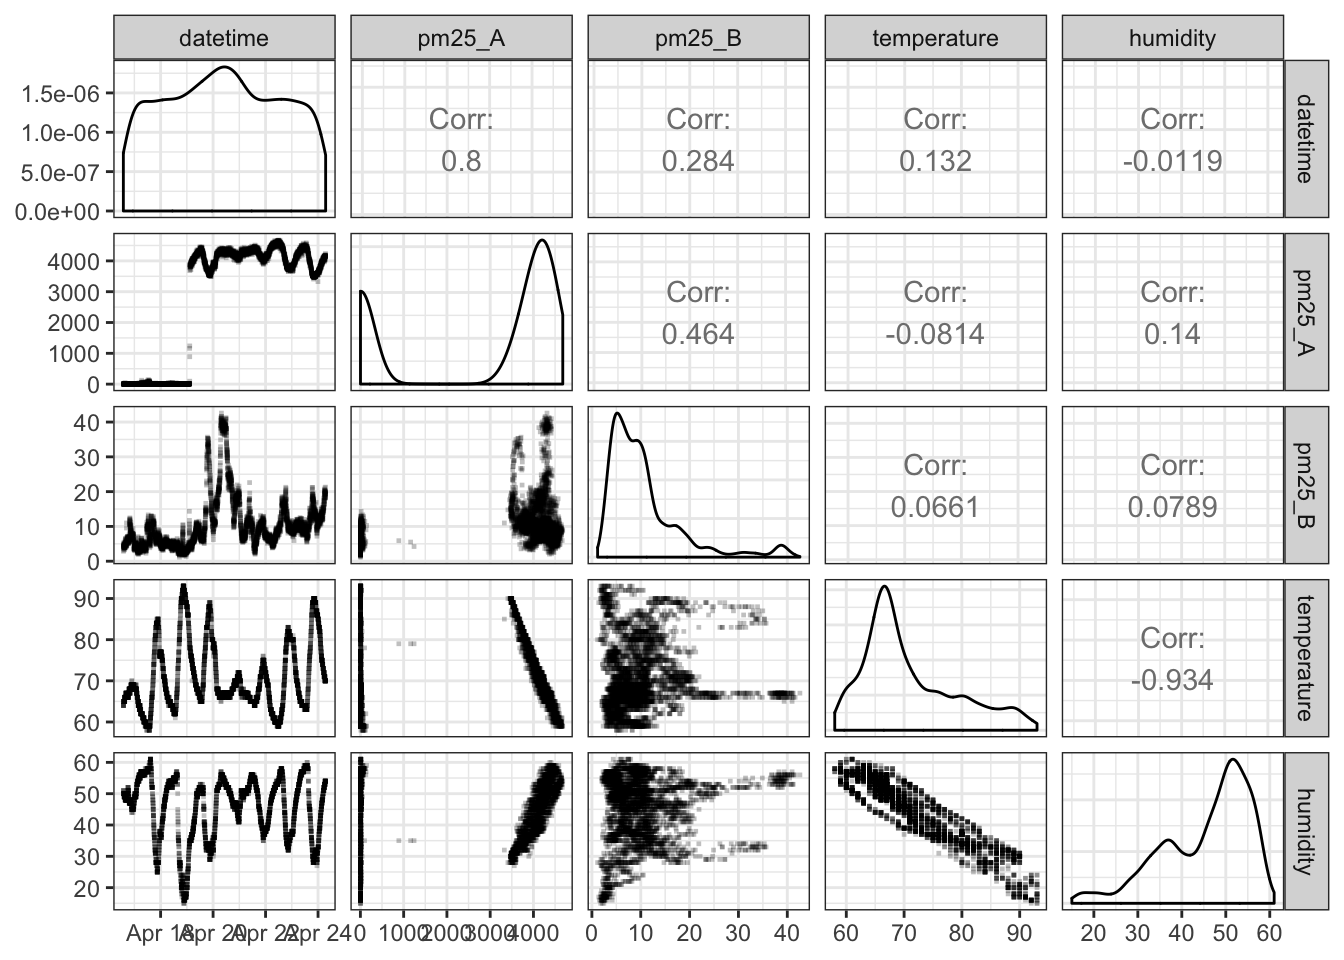 datetime
pm25_A
pm25_B
temperature
humidity
1.5e-06
1.0e-06
5.0e-07
0.0e+00
Corr:
0.8
Corr:
0.284
Corr:
0.132
Corr:
-0.0119
datetime
4000
3000
2000
1000
0
Corr:
0.464
Corr:
-0.0814
Corr:
0.14
pm25_A
40
30
20
10
0
Corr:
0.0661
Corr:
0.0789
pm25_B
90
80
70
60
Corr:
-0.934
temperature
60
50
40
30
20
humidity
Apr 18 Apr 20 Apr 22 Apr 24
0 1000 2000 3000 4000
0 10 20 30 40
60 70 80 90
20 30 40 50 60